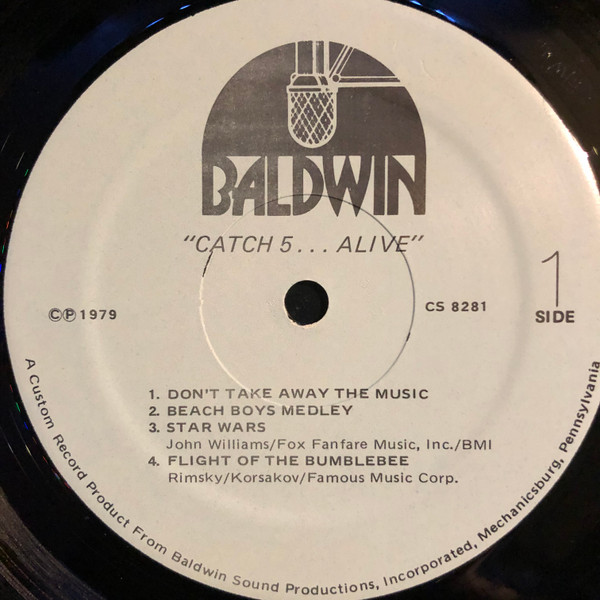 BALDWIN
"CATCH 5... ALIVE"
1
SIDE
©℗1979
CS 8281
1. DON'T TAKE AWAY THE MUSIC
2. BEACH BOYS MEDLEY
3. STAR WARS
John Williams/Fox Fanfare Music, Inc./BMI
4. FLIGHT OF THE BUMBLEBEE
Rimsky/Korsakov/Famous Music Corp.
A Custom Record Product From Baldwin Sound Productions, Incorporated, Mechanicsburg, Pennsylvania